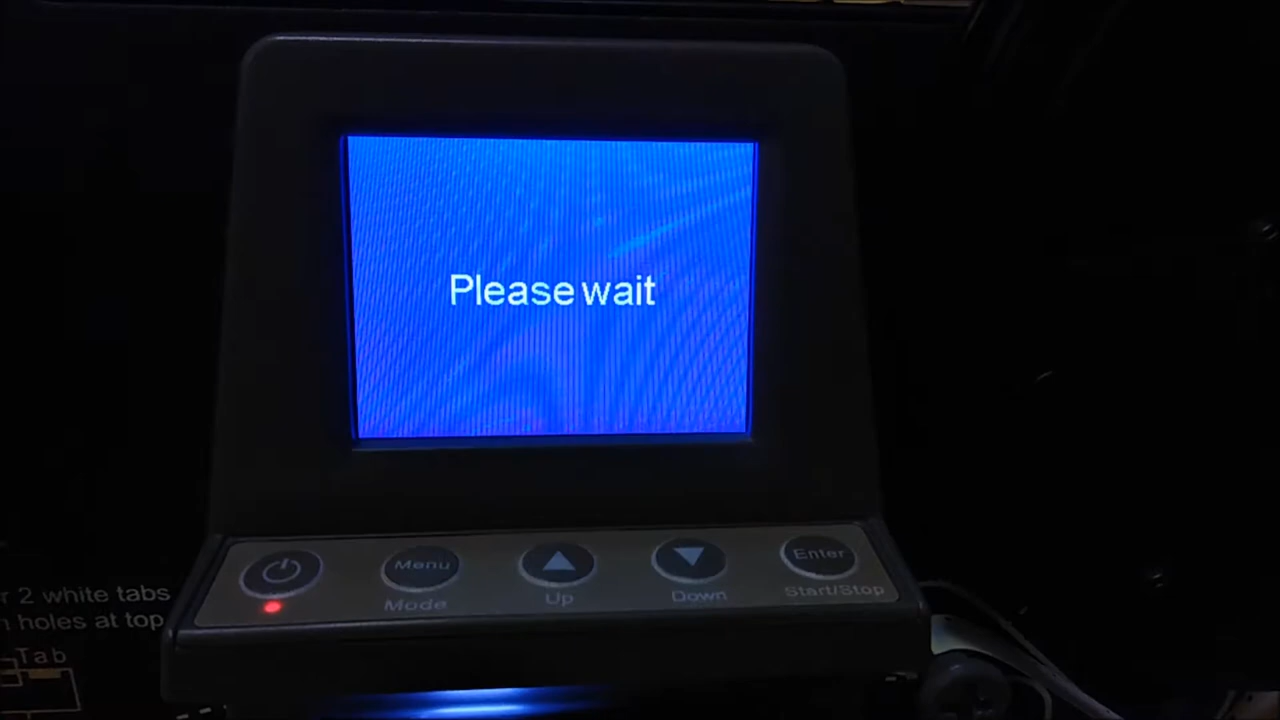 Please wait
Menu
Enter
Mode
Up
Down
Start/Stop
r 2 white tabs
n holes at top
Tab